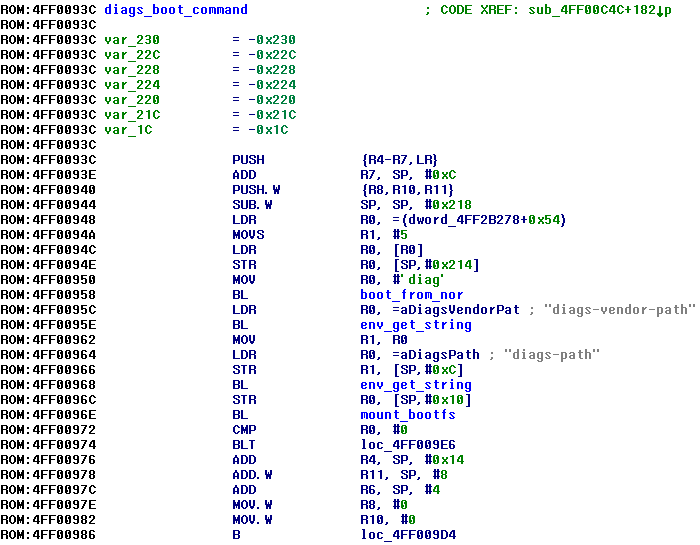 ROM:4FF0093C diags_boot_command ; CODE XREF: sub_4FF00C4C+182↓p
ROM:4FF0093C
ROM:4FF0093C var_230 = -0x230
ROM:4FF0093C var_22C = -0x22C
ROM:4FF0093C var_228 = -0x228
ROM:4FF0093C var_224 = -0x224
ROM:4FF0093C var_220 = -0x220
ROM:4FF0093C var_21C = -0x21C
ROM:4FF0093C var_1C = -0x1C
ROM:4FF0093C
ROM:4FF0093C PUSH {R4-R7,LR}
ROM:4FF0093E ADD R7, SP, #0xC
ROM:4FF00940 PUSH.W {R8,R10,R11}
ROM:4FF00944 SUB.W SP, SP, #0x218
ROM:4FF00948 LDR R0, =(dword_4FF2B278+0x54)
ROM:4FF0094A MOVS R1, #5
ROM:4FF0094C LDR R0, [R0]
ROM:4FF0094E STR R0, [SP,#0x214]
ROM:4FF00950 MOV R0, #'diag'
ROM:4FF00958 BL boot_from_nor
ROM:4FF0095C LDR R0, =aDiagsVendorPat ; "diags-vendor-path"
ROM:4FF0095E BL env_get_string
ROM:4FF00962 MOV R1, R0
ROM:4FF00964 LDR R0, =aDiagsPath ; "diags-path"
ROM:4FF00966 STR R1, [SP,#0xC]
ROM:4FF00968 BL env_get_string
ROM:4FF0096C STR R0, [SP,#0x10]
ROM:4FF0096E BL mount_bootfs
ROM:4FF00972 CMP R0, #0
ROM:4FF00974 BLT loc_4FF009E6
ROM:4FF00976 ADD R4, SP, #0x14
ROM:4FF00978 ADD.W R11, SP, #8
ROM:4FF0097C ADD R6, SP, #4
ROM:4FF0097E MOV.W R8, #0
ROM:4FF00982 MOV.W R10, #0
ROM:4FF00986 B loc_4FF009D4